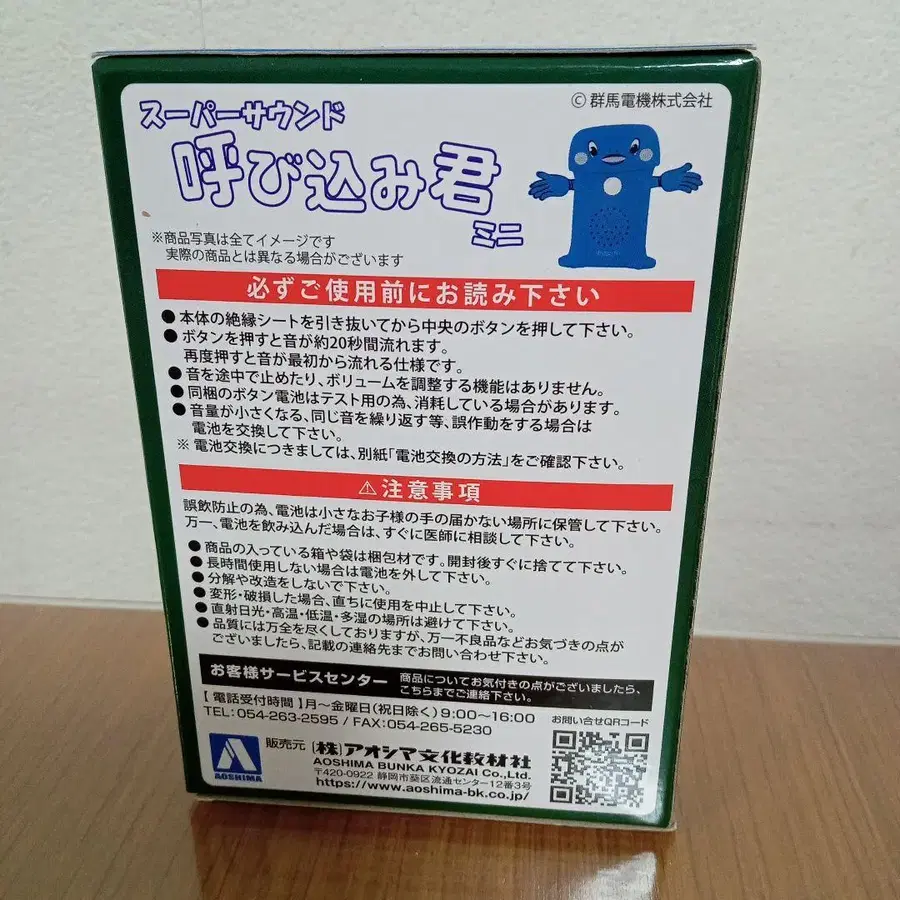 © 群馬電機株式会社
スーパーサウンド
呼び込み君
ミニ
※商品写真は全てイメージです
実際の商品とは異なる場合がございます
必ずご使用前にお読み下さい
● 本体の絶縁シートを引き抜いてから中央のボタンを押して下さい。
● ボタンを押すと音が約20秒間流れます。
再度押すと音が最初から流れる仕様です。
● 音を途中で止めたり、ボリュームを調整する機能はありません。
● 同梱のボタン電池はテスト用の為、消耗している場合があります。
● 音量が小さくなる、同じ音を繰り返す等、誤作動をする場合は
電池を交換して下さい。
※ 電池交換につきましては、別紙「電池交換の方法」をご確認下さい。
⚠注意事項
誤飲防止の為、電池は小さなお子様の手の届かない場所に保管して下さい。
万一、電池を飲み込んだ場合は、すぐに医師に相談して下さい。
● 商品の入っている箱や袋は梱包材です。開封後すぐに捨てて下さい。
● 長時間使用しない場合は電池を外して下さい。
● 分解や改造をしないで下さい。
● 変形・破損した場合、直ちに使用を中止して下さい。
● 直射日光・高温・低温・多湿の場所は避けて下さい。
● 品質には万全を尽くしておりますが、万一不良品などお気づきの点が
ございましたら、記載の連絡先までお問い合わせ下さい。
お客様サービスセンター
商品についてお気付きの点がございましたら、
こちらまでご連絡下さい。
【 電話受付時間 】月〜金曜日(祝日除く) 9:00〜16:00
TEL:054-263-2595 / FAX:054-265-5230
お問い合せQRコード
AOSHIMA
販売元
(株)アオシマ文化教材社
AOSHIMA BUNKA KYOZAI Co.,Ltd.
〒420-0922 静岡市葵区流通センター12番3号
https://www.aoshima-bk.co.jp/